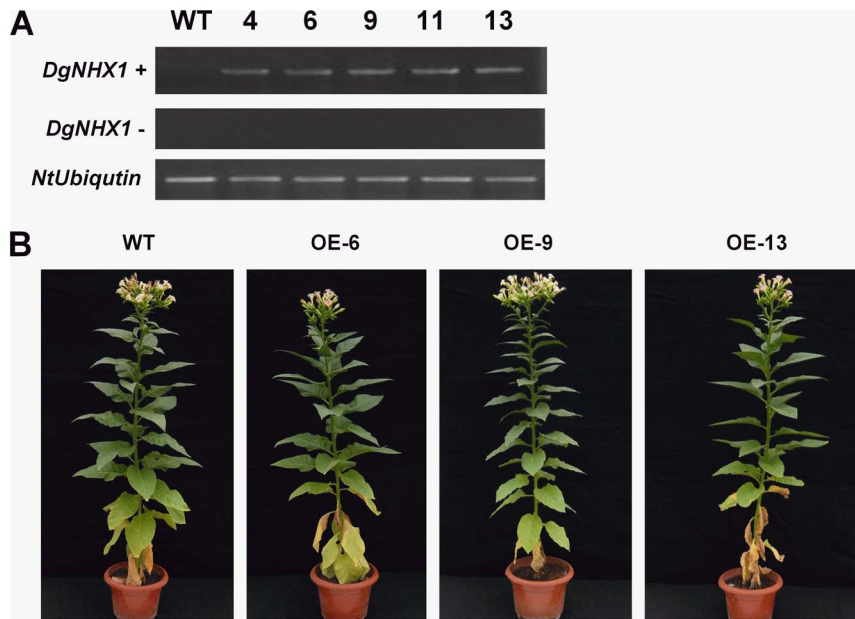 A WT 4 6 9 11 13
DgNHX1 +
DgNHX1 -
NtUbiqutin
B WT OE-6 OE-9 OE-13